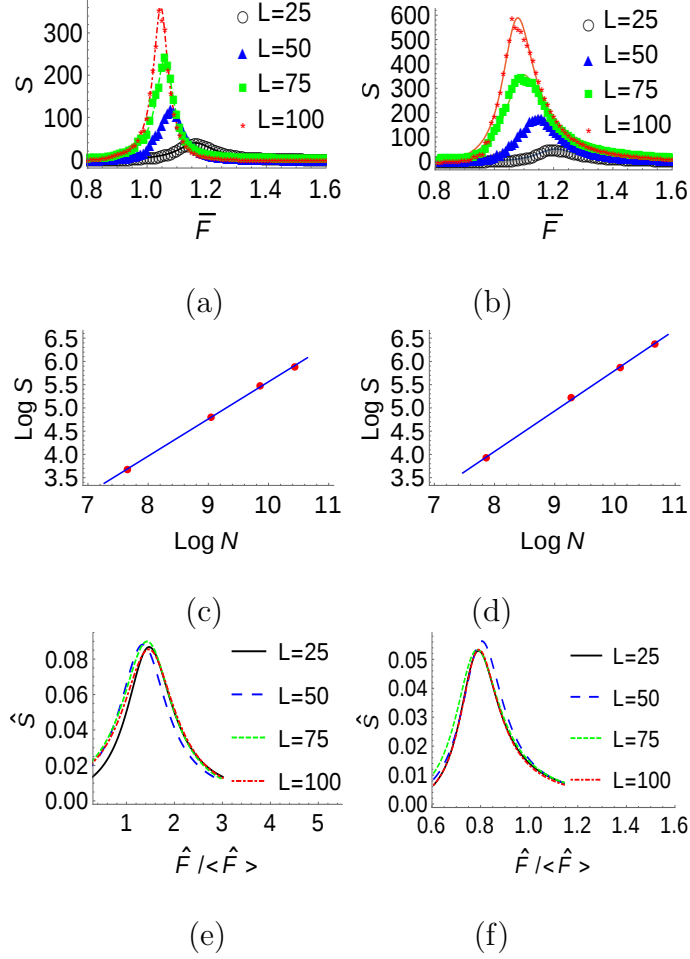 S
300
200
100
0
0.8 1.0 1.2 1.4 1.6
F
L=25
L=50
L=75
L=100
(a)
S
600
500
400
300
200
100
0
0.8 1.0 1.2 1.4 1.6
F
L=25
L=50
L=75
L=100
(b)
Log S
6.5
6.0
5.5
5.0
4.5
4.0
3.5
7 8 9 10 11
Log N
(c)
Log S
6.5
6.0
5.5
5.0
4.5
4.0
3.5
7 8 9 10 11
Log N
(d)
Ŝ
0.08
0.06
0.04
0.02
0.00
1 2 3 4 5
F̂ /<F̂ >
L=25
L=50
L=75
L=100
(e)
Ŝ
0.05
0.04
0.03
0.02
0.01
0.00
0.6 0.8 1.0 1.2 1.4 1.6
F̂ /<F̂ >
L=25
L=50
L=75
L=100
(f)